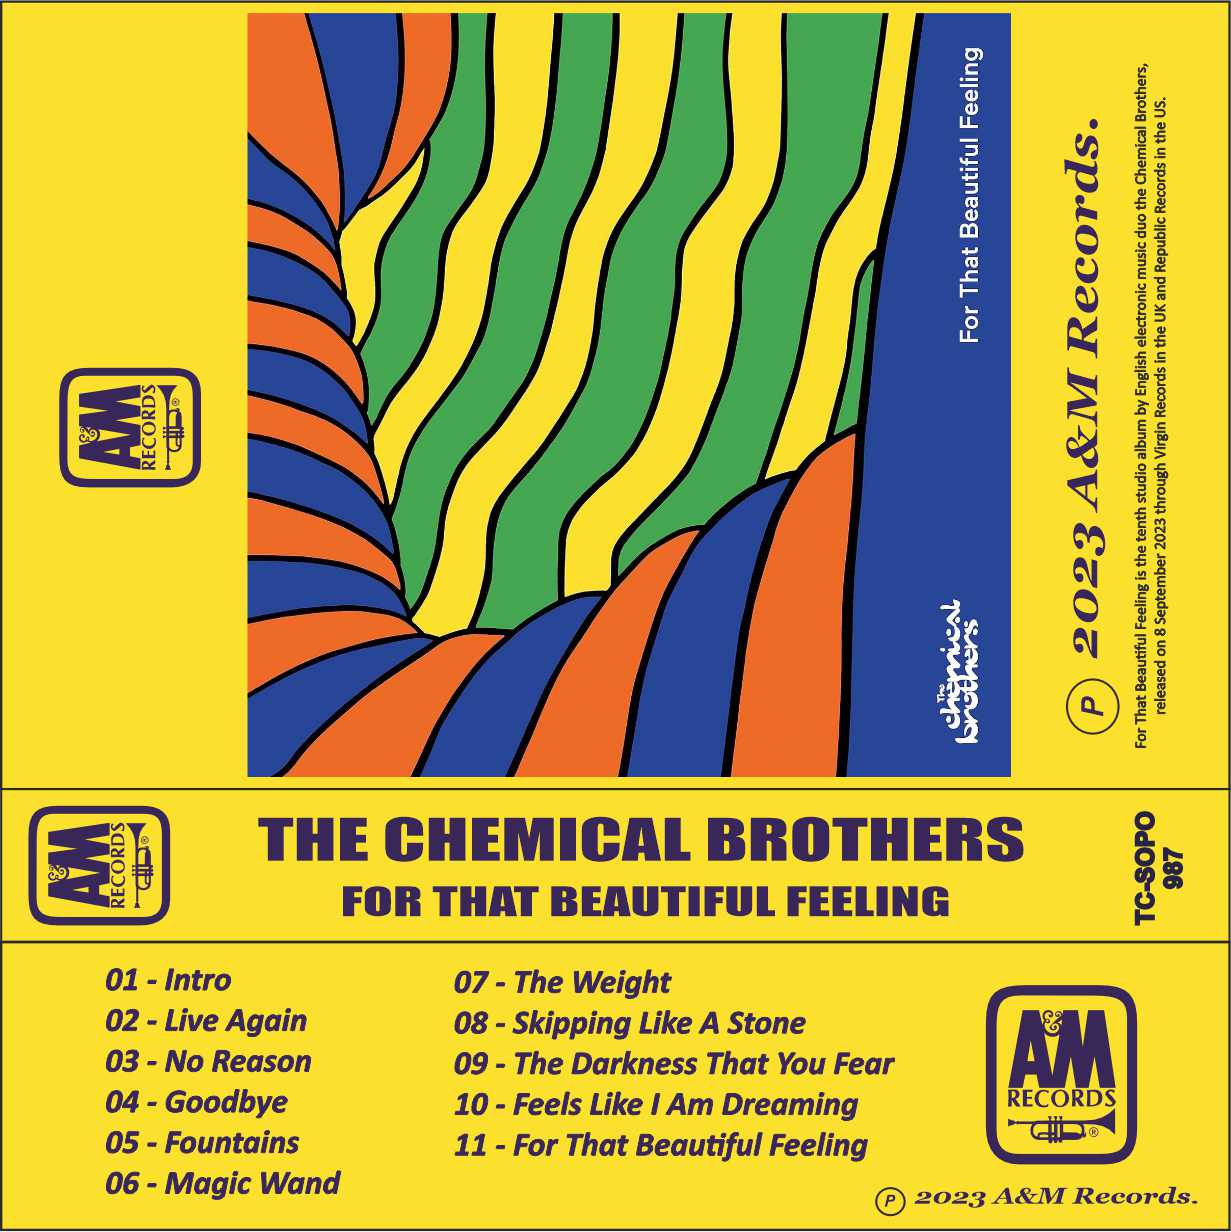 For That Beautiful Feeling
The
chemical
brothers
A&M
RECORDS
®
P 2023 A&M Records.
For That Beautiful Feeling is the tenth studio album by English electronic music duo the Chemical Brothers,
released on 8 September 2023 through Virgin Records in the UK and Republic Records in the US.
A&M
RECORDS
®
THE CHEMICAL BROTHERS
FOR THAT BEAUTIFUL FEELING
TC-SOPO
987
01 - Intro
02 - Live Again
03 - No Reason
04 - Goodbye
05 - Fountains
06 - Magic Wand
07 - The Weight
08 - Skipping Like A Stone
09 - The Darkness That You Fear
10 - Feels Like I Am Dreaming
11 - For That Beautiful Feeling
A&M
RECORDS
®
P 2023 A&M Records.